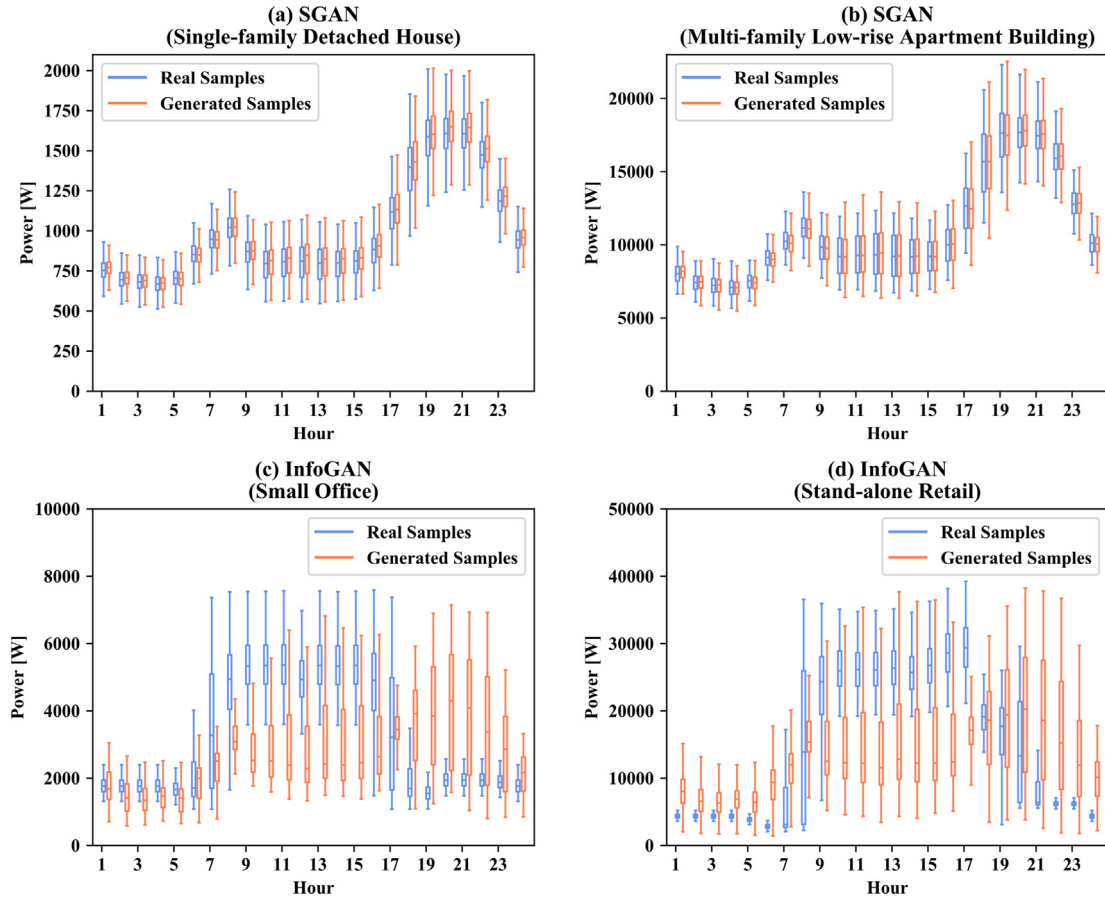 (a) SGAN
(Single-family Detached House)
Real Samples
Generated Samples
Power [W]
2000
1750
1500
1250
1000
750
500
250
0
1 3 5 7 9 11 13 15 17 19 21 23
Hour
(b) SGAN
(Multi-family Low-rise Apartment Building)
Real Samples
Generated Samples
Power [W]
20000
15000
10000
5000
0
1 3 5 7 9 11 13 15 17 19 21 23
Hour
(c) InfoGAN
(Small Office)
Real Samples
Generated Samples
Power [W]
10000
8000
6000
4000
2000
0
1 3 5 7 9 11 13 15 17 19 21 23
Hour
(d) InfoGAN
(Stand-alone Retail)
Real Samples
Generated Samples
Power [W]
50000
40000
30000
20000
10000
0
1 3 5 7 9 11 13 15 17 19 21 23
Hour